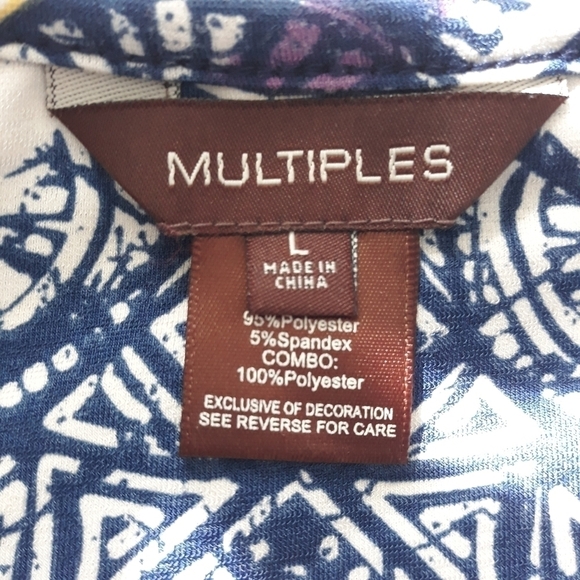 MULTIPLES
L
MADE IN
CHINA
95%Polyester
5%Spandex
COMBO:
100%Polyester
EXCLUSIVE OF DECORATION
SEE REVERSE FOR CARE